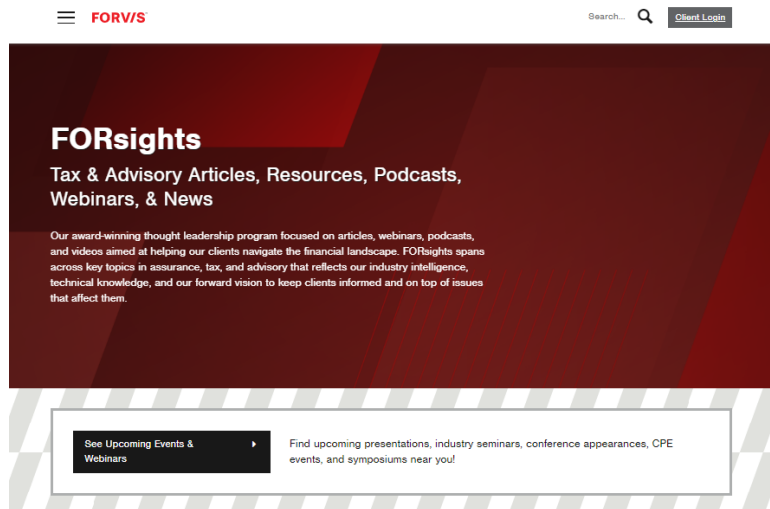 FORV/S
Search...
Client Login
FORsights
Tax & Advisory Articles, Resources, Podcasts,
Webinars, & News
Our award-winning thought leadership program focused on articles, webinars, podcasts,
and videos aimed at helping our clients navigate the financial landscape. FORsights spans
across key topics in assurance, tax, and advisory that reflects our industry intelligence,
technical knowledge, and our forward vision to keep clients informed and on top of issues
that affect them.
See Upcoming Events &
Webinars
Find upcoming presentations, industry seminars, conference appearances, CPE
events, and symposiums near you!